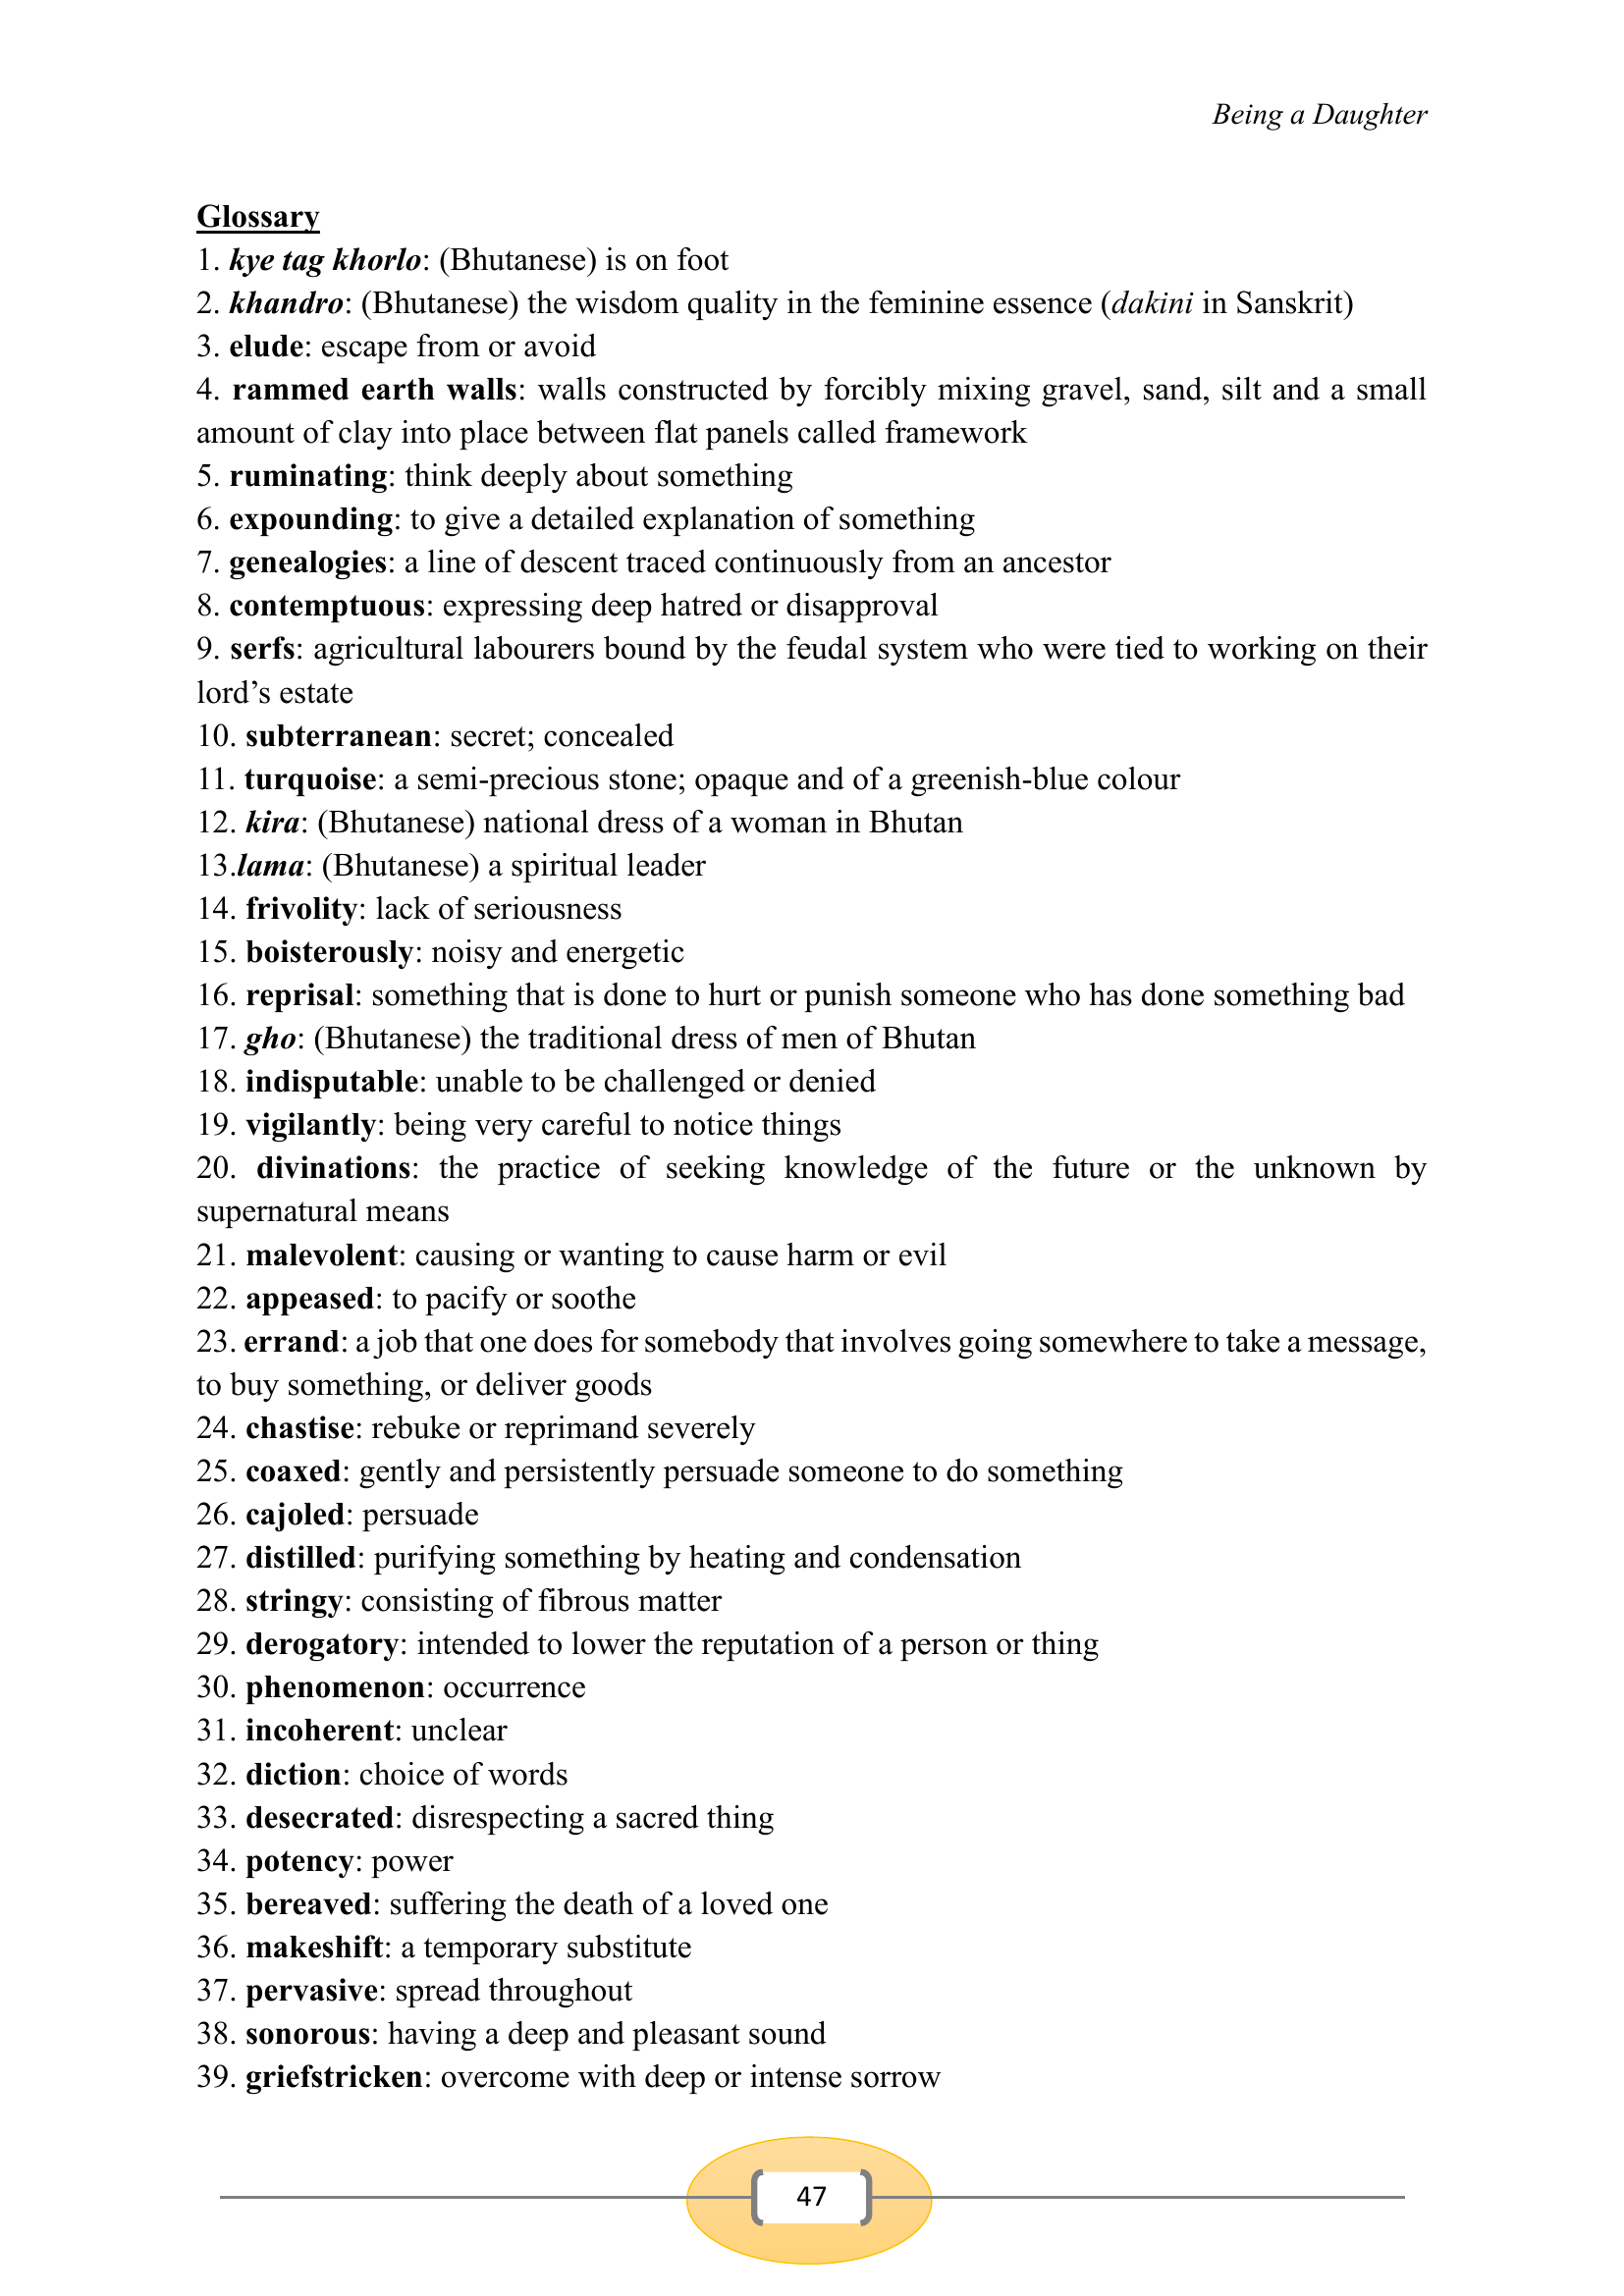 Being a Daughter
Glossary
1. kye tag khorlo: (Bhutanese) is on foot
2. khandro: (Bhutanese) the wisdom quality in the feminine essence (dakini in Sanskrit)
3. elude: escape from or avoid
4. rammed earth walls: walls constructed by forcibly mixing gravel, sand, silt and a small
amount of clay into place between flat panels called framework
5. ruminating: think deeply about something
6. expounding: to give a detailed explanation of something
7. genealogies: a line of descent traced continuously from an ancestor
8. contemptuous: expressing deep hatred or disapproval
9. serfs: agricultural labourers bound by the feudal system who were tied to working on their
lord’s estate
10. subterranean: secret; concealed
11. turquoise: a semi-precious stone; opaque and of a greenish-blue colour
12. kira: (Bhutanese) national dress of a woman in Bhutan
13.lama: (Bhutanese) a spiritual leader
14. frivolity: lack of seriousness
15. boisterously: noisy and energetic
16. reprisal: something that is done to hurt or punish someone who has done something bad
17. gho: (Bhutanese) the traditional dress of men of Bhutan
18. indisputable: unable to be challenged or denied
19. vigilantly: being very careful to notice things
20. divinations: the practice of seeking knowledge of the future or the unknown by
supernatural means
21. malevolent: causing or wanting to cause harm or evil
22. appeased: to pacify or soothe
23. errand: a job that one does for somebody that involves going somewhere to take a message,
to buy something, or deliver goods
24. chastise: rebuke or reprimand severely
25. coaxed: gently and persistently persuade someone to do something
26. cajoled: persuade
27. distilled: purifying something by heating and condensation
28. stringy: consisting of fibrous matter
29. derogatory: intended to lower the reputation of a person or thing
30. phenomenon: occurrence
31. incoherent: unclear
32. diction: choice of words
33. desecrated: disrespecting a sacred thing
34. potency: power
35. bereaved: suffering the death of a loved one
36. makeshift: a temporary substitute
37. pervasive: spread throughout
38. sonorous: having a deep and pleasant sound
39. griefstricken: overcome with deep or intense sorrow
47